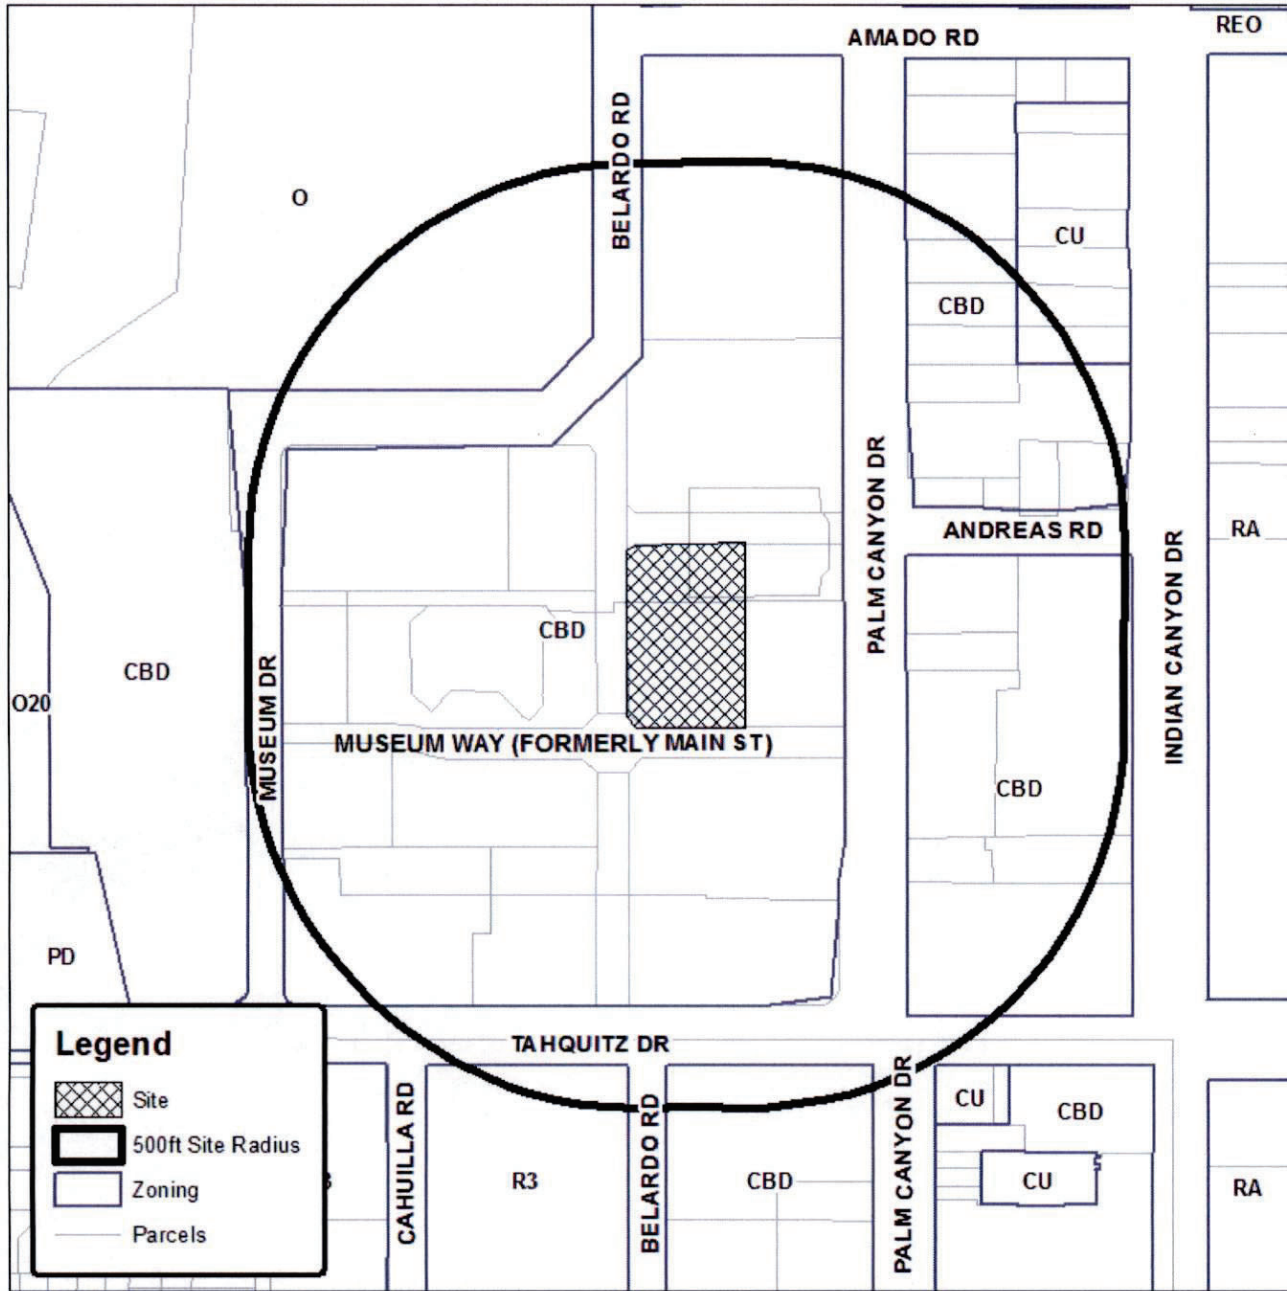 AMADO RD
REO
BELARDO RD
O
CU
CBD
PALM CANYON DR
ANDREAS RD
RA
INDIAN CANYON DR
CBD
CBD
O20
MUSEUM DR
MUSEUM WAY (FORMERLY MAIN ST)
CBD
PD
TAHQUITZ DR
Legend
Site
500ft Site Radius
Zoning
Parcels
CAHUILLA RD
R3
BELARDO RD
CBD
PALM CANYON DR
CU
CBD
CU
RA